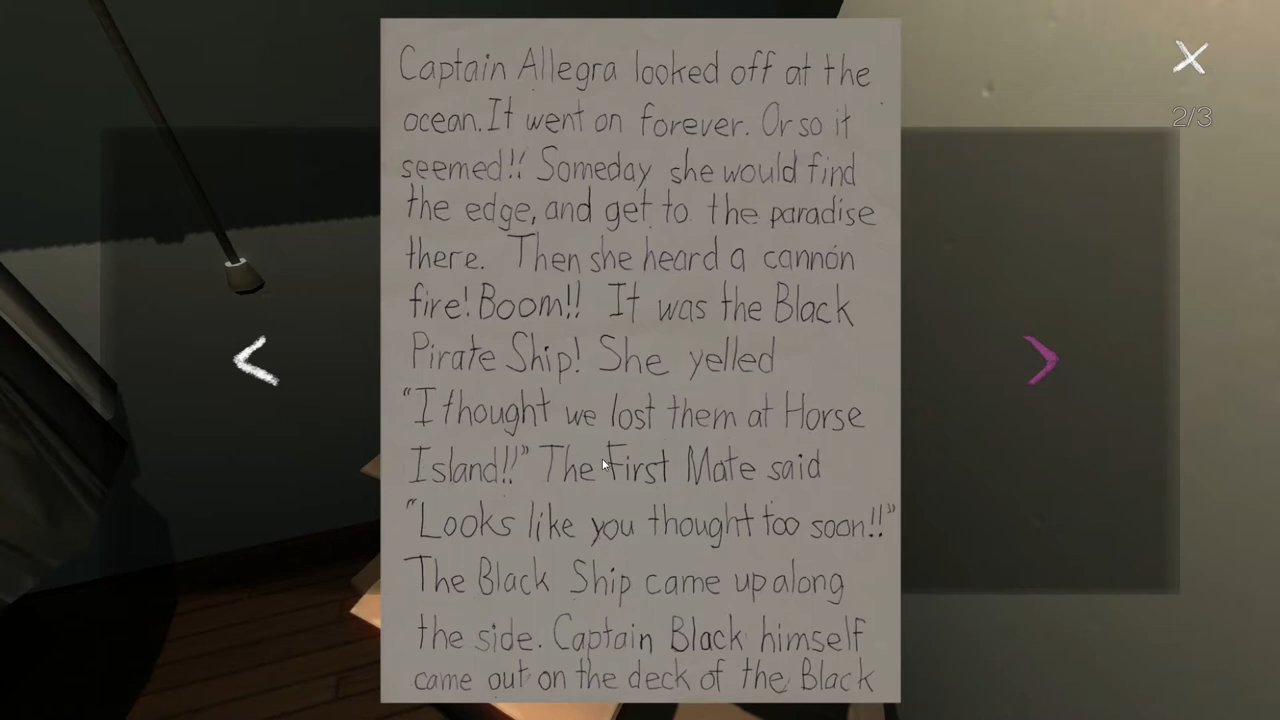 Captain Allegra looked off at the
ocean. It went on forever. Or so it
seemed!! Someday she would find
the edge, and get to the paradise
there. Then she heard a cannon
fire! Boom!! It was the Black
Pirate Ship! She yelled
"I thought we lost them at Horse
Island!!" The First Mate said
"Looks like you thought too soon!!"
The Black Ship came up along
the side. Captain Black himself
came out on the deck of the Black
2/3